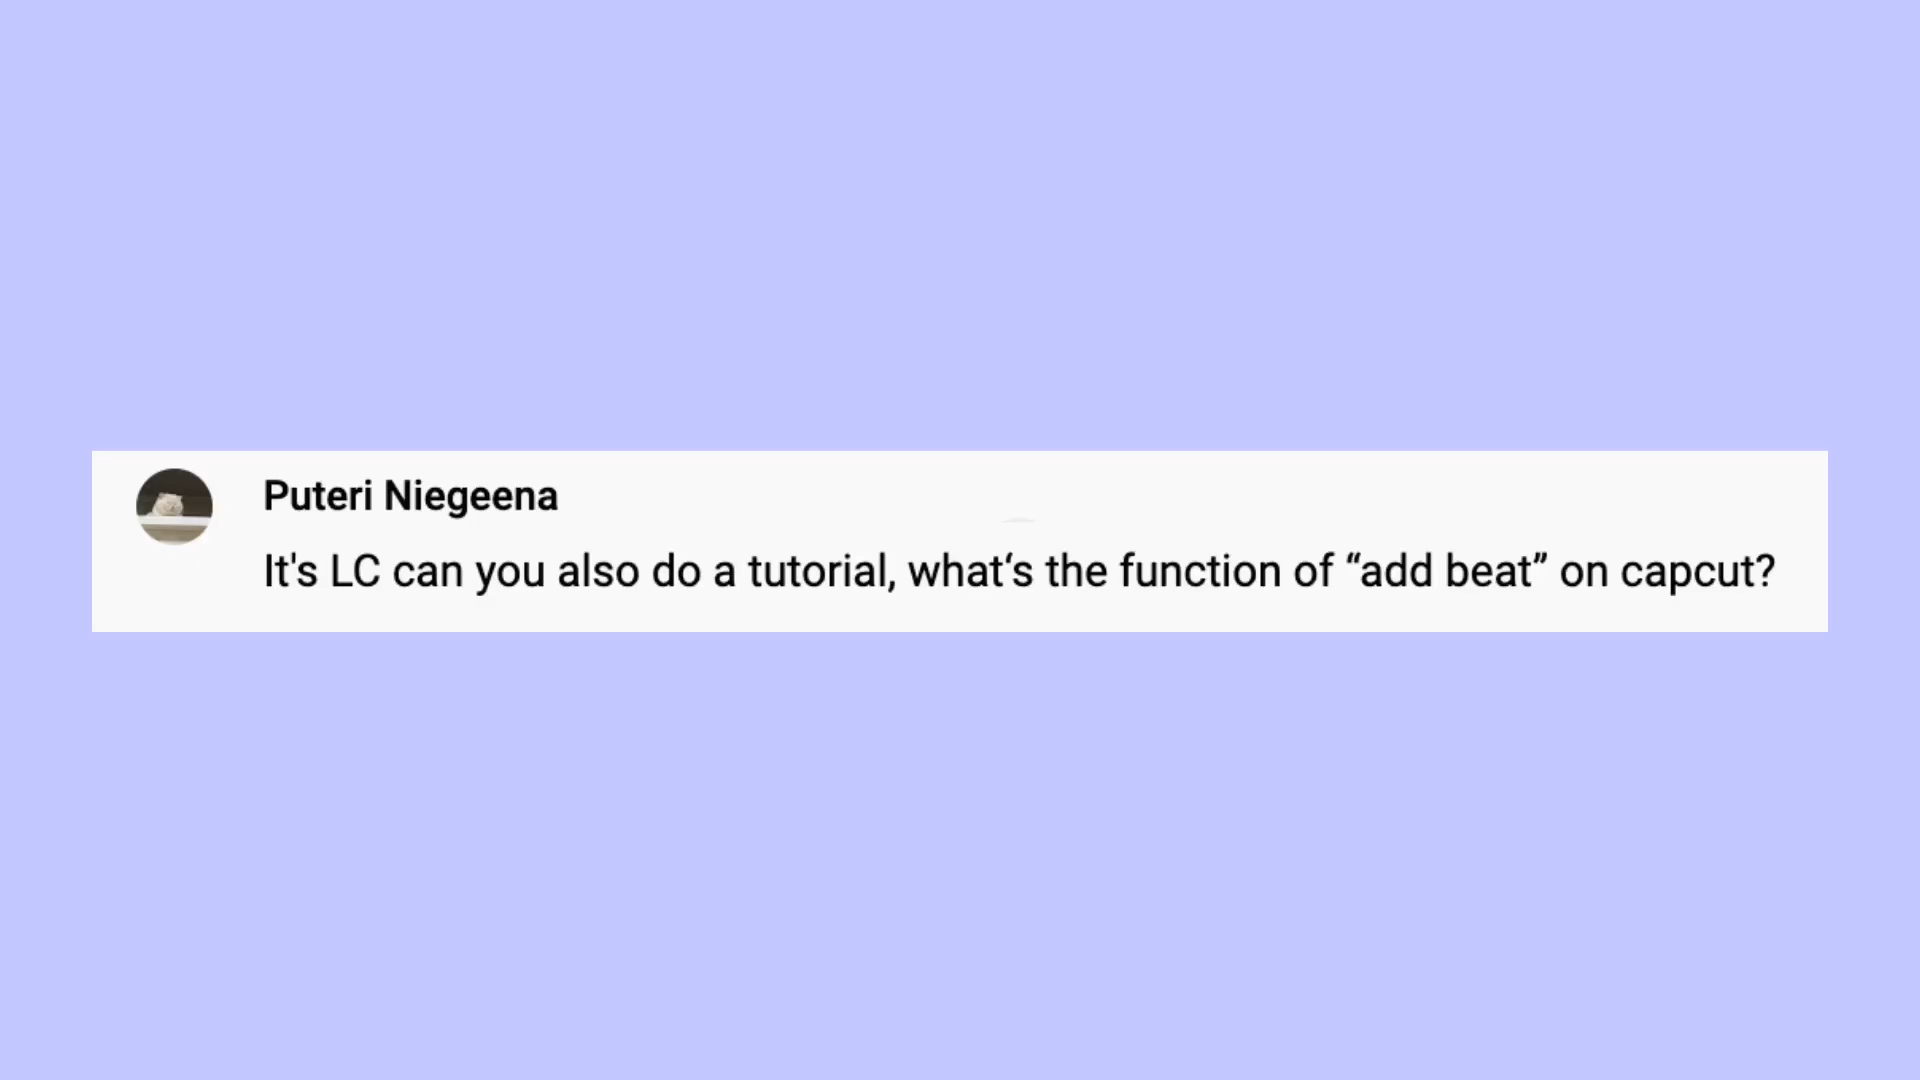 Puteri Niegeena
It's LC can you also do a tutorial, what‘s the function of “add beat” on capcut?